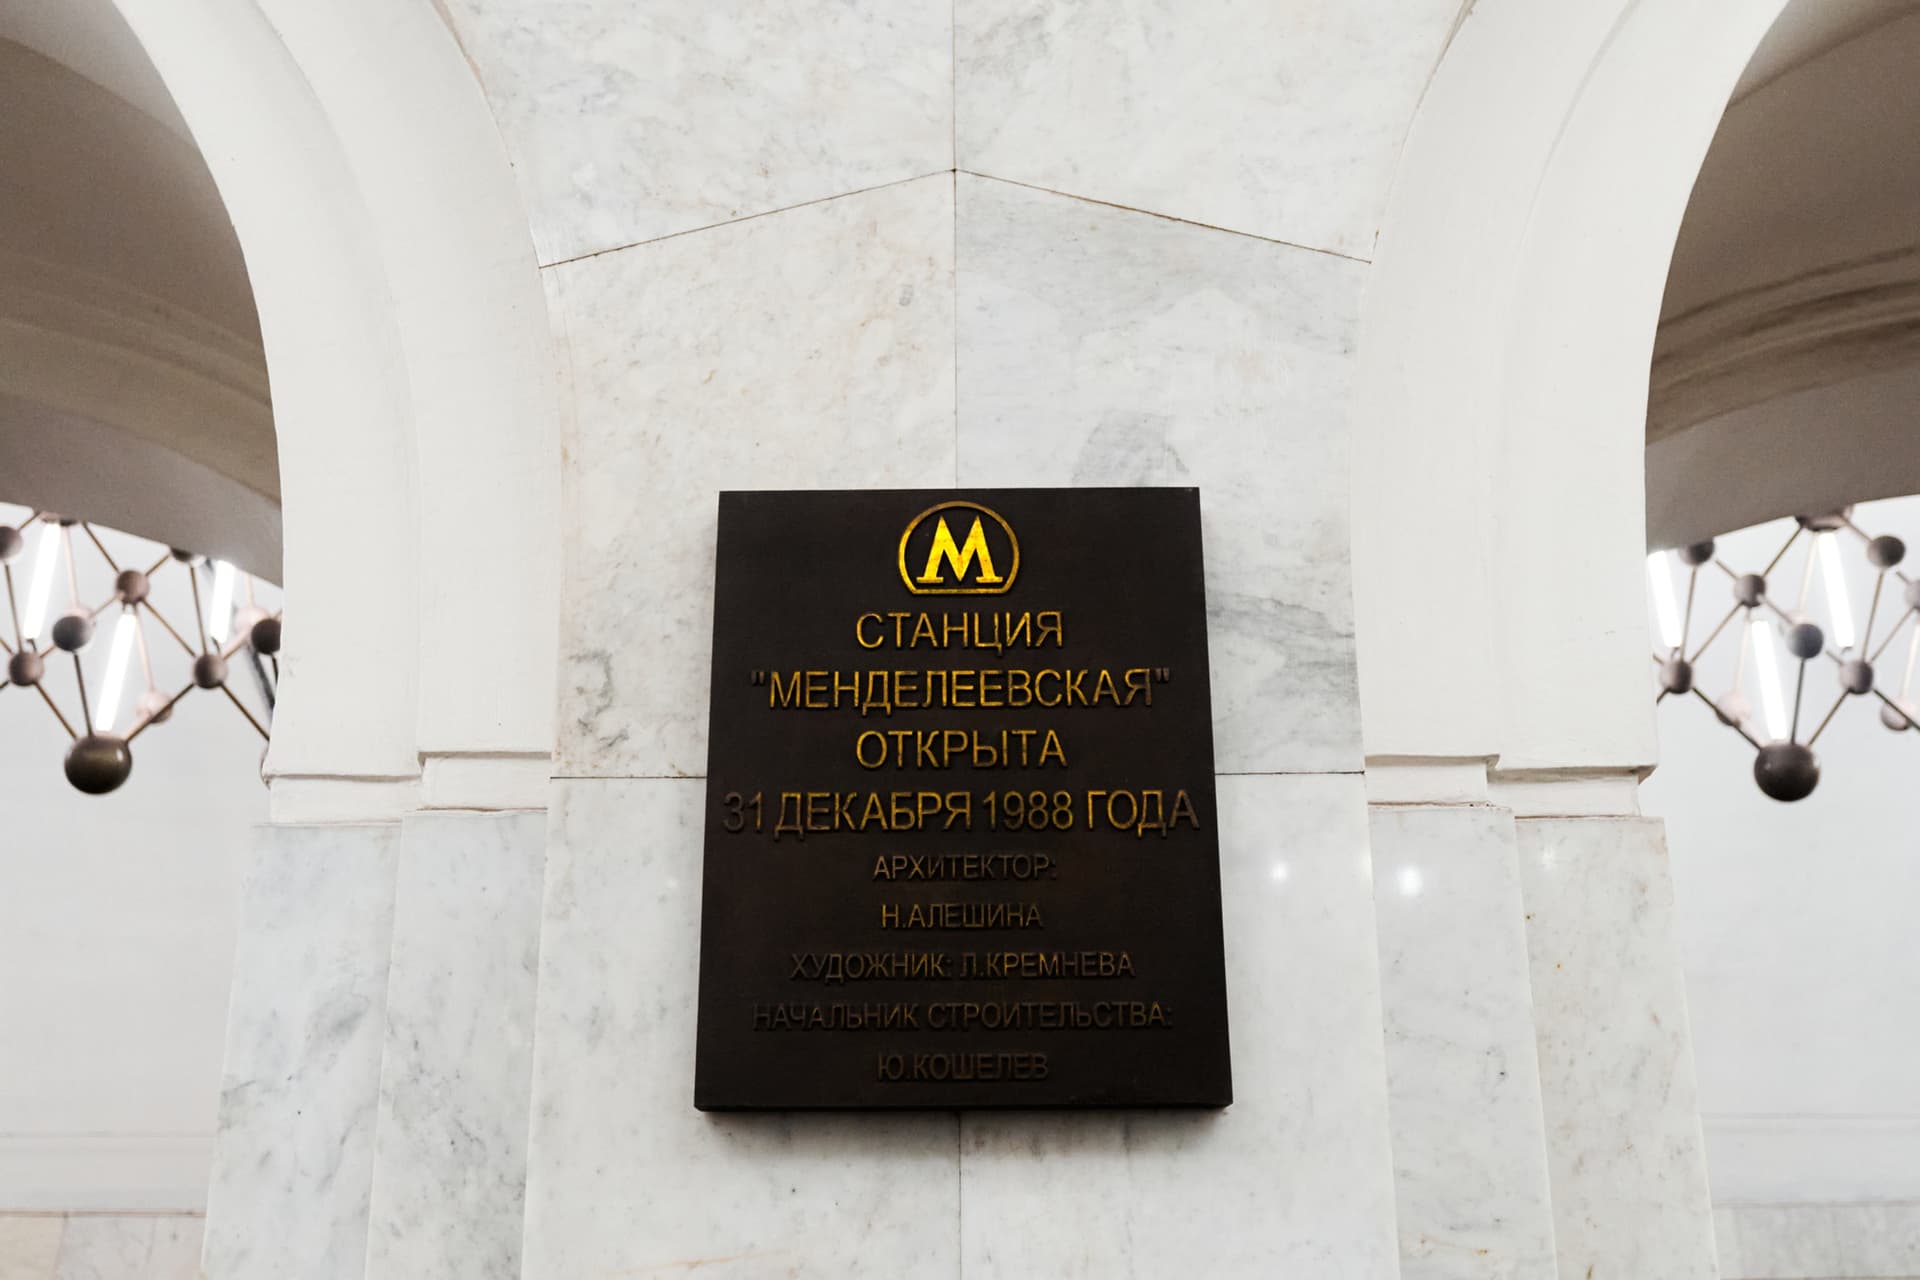 М
СТАНЦИЯ
"МЕНДЕЛЕЕВСКАЯ"
ОТКРЫТА
31 ДЕКАБРЯ 1988 ГОДА
АРХИТЕКТОР:
Н.АЛЕШИНА
ХУДОЖНИК: Л.КРЕМНЕВА
НАЧАЛЬНИК СТРОИТЕЛЬСТВА:
Ю.КОШЕЛЕВ